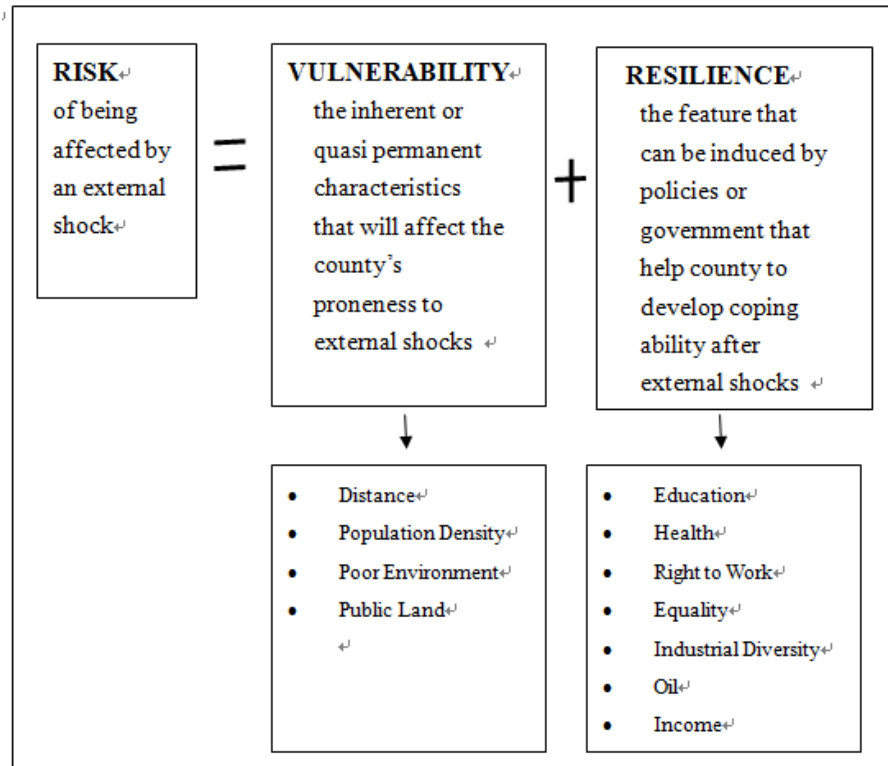 RISK
of being
affected by
an external
shock
=
VULNERABILITY
the inherent or
quasi permanent
characteristics
that will affect the
county's
proneness to
external shocks
+
RESILIENCE
the feature that
can be induced by
policies or
government that
help county to
develop coping
ability after
external shocks
• Distance
• Population Density
• Poor Environment
• Public Land
• Education
• Health
• Right to Work
• Equality
• Industrial Diversity
• Oil
• Income